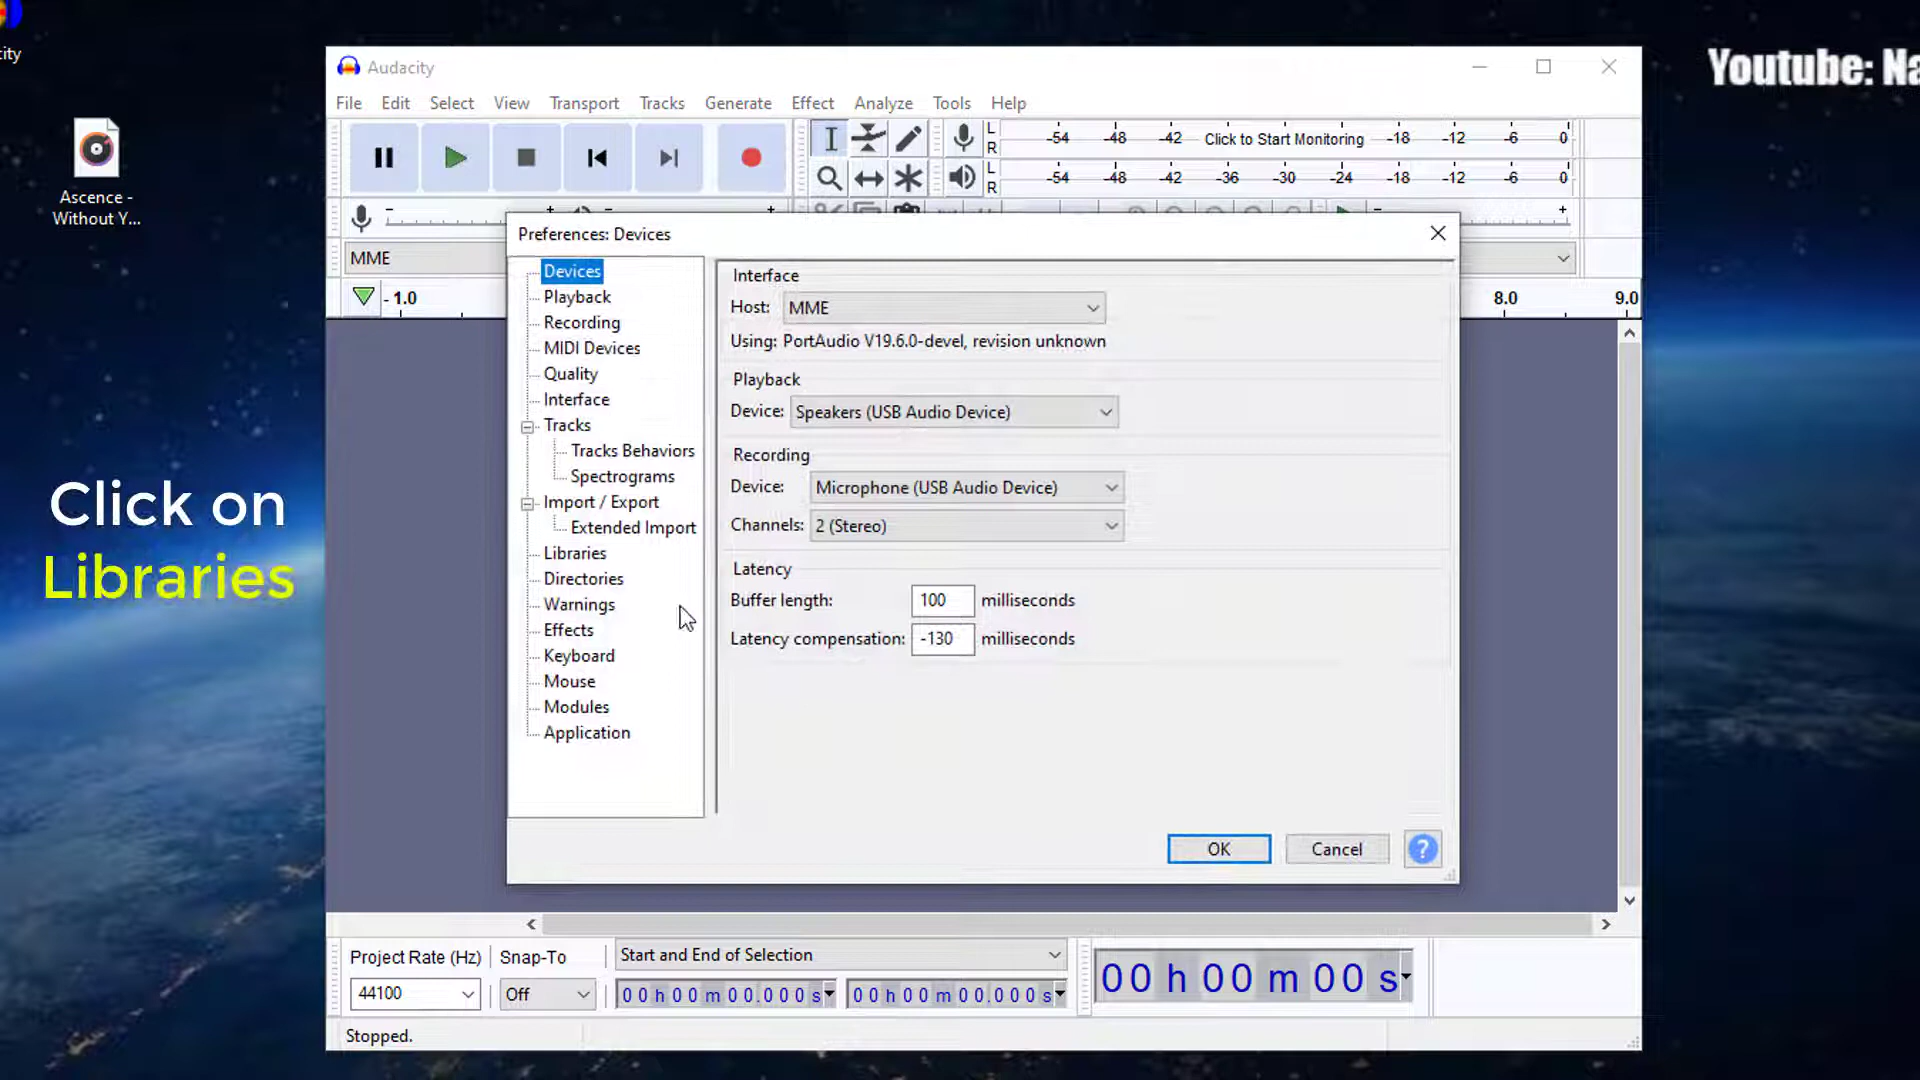 city
Ascence -
Without Y...
Youtube: Na
Click on
Libraries
Audacity
File Edit Select View Transport Tracks Generate Effect Analyze Tools Help
L
R
-54 -48 -42 Click to Start Monitoring -18 -12 -6 0
L
R
-54 -48 -42 -36 -30 -24 -18 -12 -6 0
- + - + - +
MME
- 1.0 8.0 9.0
Preferences: Devices
Devices
Playback
Recording
MIDI Devices
Quality
Interface
Tracks
Tracks Behaviors
Spectrograms
Import / Export
Extended Import
Libraries
Directories
Warnings
Effects
Keyboard
Mouse
Modules
Application
Interface
Host: MME
Using: PortAudio V19.6.0-devel, revision unknown
Playback
Device: Speakers (USB Audio Device)
Recording
Device: Microphone (USB Audio Device)
Channels: 2 (Stereo)
Latency
Buffer length: 100 milliseconds
Latency compensation: -130 milliseconds
OK Cancel ?
Project Rate (Hz) Snap-To Start and End of Selection
44100 Off 00 h 00 m 00.000 s 00 h 00 m 00.000 s
00 h 00 m 00 s
Stopped.